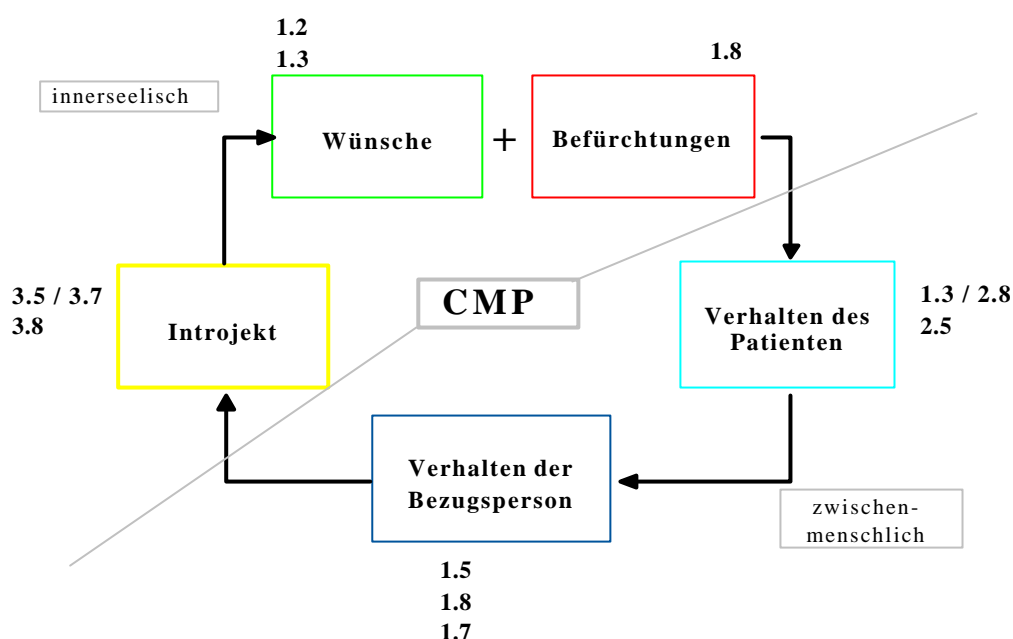 1.2
1.3
1.8
innerseelisch
Wünsche
+
Befürchtungen
3.5 / 3.7
3.8
Introjekt
CMP
Verhalten des
Patienten
1.3 / 2.8
2.5
Verhalten der
Bezugsperson
zwischen-
menschlich
1.5
1.8
1.7